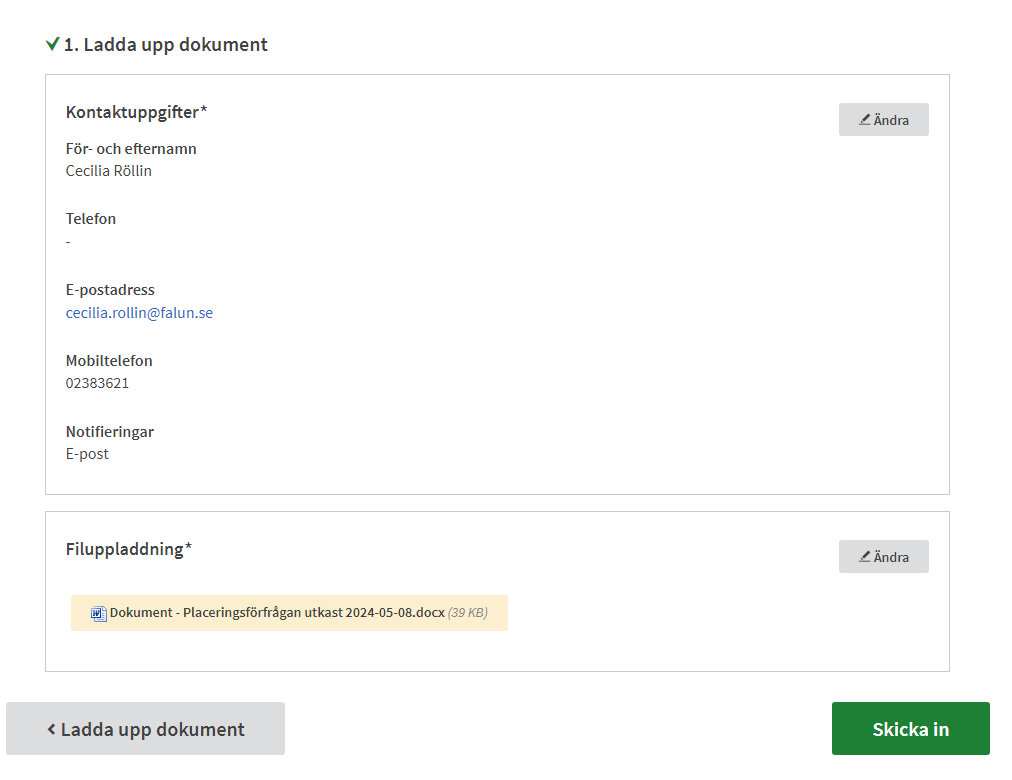 1. Ladda upp dokument
Kontaktuppgifter*
Ändra
För- och efternamn
Cecilia Röllin
Telefon
-
E-postadress
cecilia.rollin@falun.se
Mobiltelefon
02383621
Notifieringar
E-post
Filuppladdning*
Ändra
Dokument - Placeringsförfrågan utkast 2024-05-08.docx (39 KB)
Ladda upp dokument
Skicka in